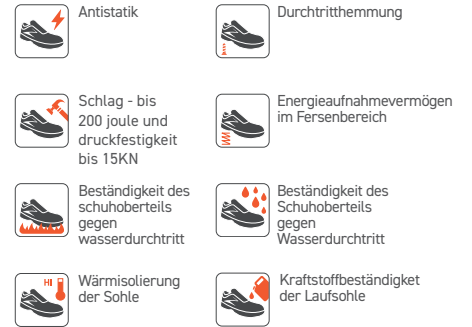 Antistatik
Durchtritthemmung
Schlag - bis
200 joule und
druckfestigkeit
bis 15KN
Energieaufnahmevermögen
im Fersenbereich
Beständigkeit des
schuhoberteils
gegen
wasserdurchtritt
Beständigkeit des
Schuhoberteils
gegen
Wasserdurchtritt
HI
Wärmisolierung
der Sohle
Kraftstoffbeständigket
der Laufsohle